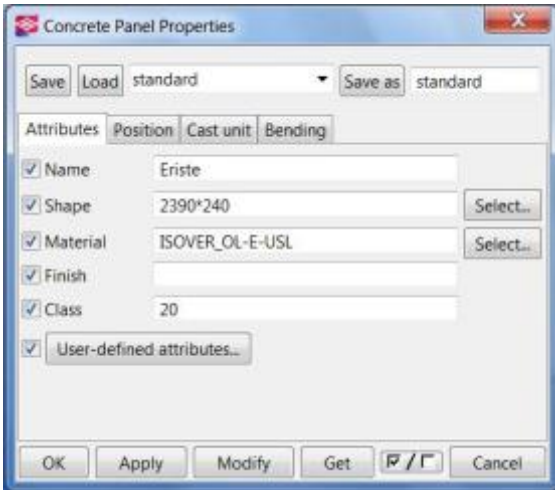 Concrete Panel Properties
Save Load standard Save as standard
Attributes Position Cast unit Bending
Name Eriste
Shape 2390*240 Select...
Material ISOVER_OL-E-USL Select...
Finish
Class 20
User-defined attributes...
OK Apply Modify Get / Cancel